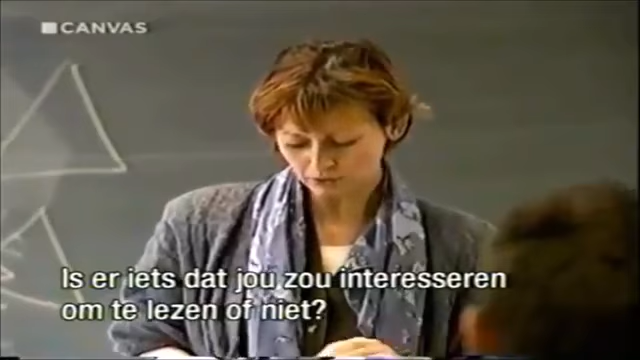 CANVAS
Is er iets dat jou zou interesseren
om te lezen of niet?